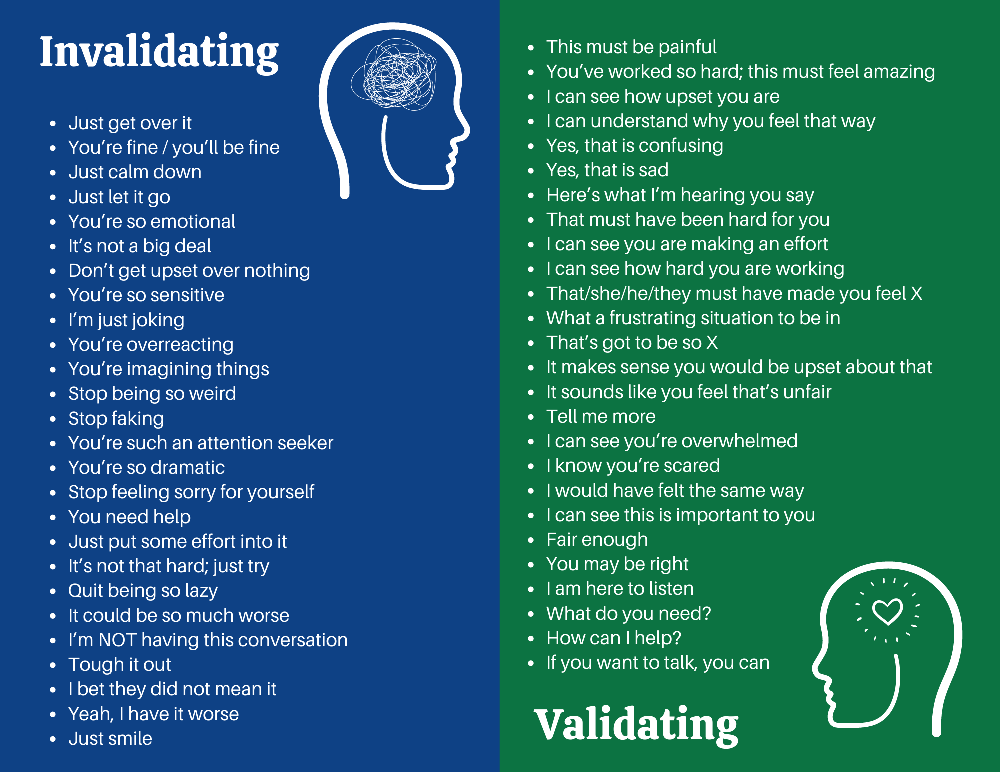 Invalidating
• Just get over it
• You’re fine / you’ll be fine
• Just calm down
• Just let it go
• You’re so emotional
• It’s not a big deal
• Don’t get upset over nothing
• You’re so sensitive
• I’m just joking
• You’re overreacting
• You’re imagining things
• Stop being so weird
• Stop faking
• You’re such an attention seeker
• You’re so dramatic
• Stop feeling sorry for yourself
• You need help
• Just put some effort into it
• It’s not that hard; just try
• Quit being so lazy
• It could be so much worse
• I’m NOT having this conversation
• Tough it out
• I bet they did not mean it
• Yeah, I have it worse
• Just smile
• This must be painful
• You’ve worked so hard; this must feel amazing
• I can see how upset you are
• I can understand why you feel that way
• Yes, that is confusing
• Yes, that is sad
• Here’s what I’m hearing you say
• That must have been hard for you
• I can see you are making an effort
• I can see how hard you are working
• That/she/he/they must have made you feel X
• What a frustrating situation to be in
• That’s got to be so X
• It makes sense you would be upset about that
• It sounds like you feel that’s unfair
• Tell me more
• I can see you’re overwhelmed
• I know you’re scared
• I would have felt the same way
• I can see this is important to you
• Fair enough
• You may be right
• I am here to listen
• What do you need?
• How can I help?
• If you want to talk, you can
Validating